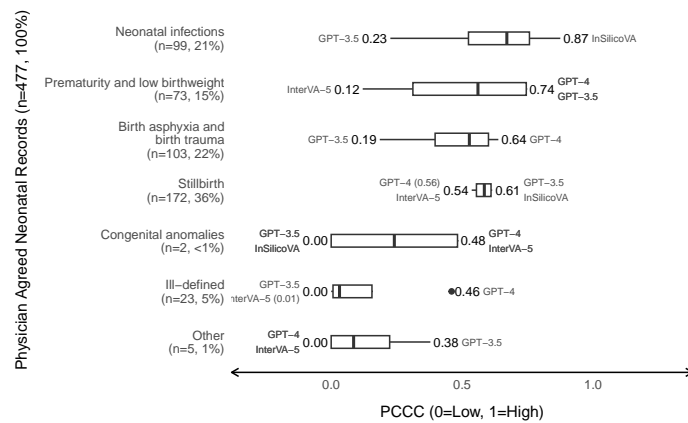 Physician Agreed Neonatal Records (n=477, 100%)
Neonatal infections
(n=99, 21%)
GPT−3.5 0.23 0.87 InSilicoVA
Prematurity and low birthweight
(n=73, 15%)
InterVA−5 0.12 0.74 GPT−4
GPT−3.5
Birth asphyxia and
birth trauma
(n=103, 22%)
GPT−3.5 0.19 0.64 GPT−4
Stillbirth
(n=172, 36%)
GPT−4 (0.56)
InterVA−5 0.54 0.61 GPT−3.5
InSilicoVA
Congenital anomalies
(n=2, <1%)
GPT−3.5
InSilicoVA 0.00 0.48 GPT−4
InterVA−5
Ill−defined
(n=23, 5%)
GPT−3.5
nterVA−5 (0.01) 0.00 0.46 GPT−4
Other
(n=5, 1%)
GPT−4
InterVA−5 0.00 0.38 GPT−3.5
0.0 0.5 1.0
PCCC (0=Low, 1=High)